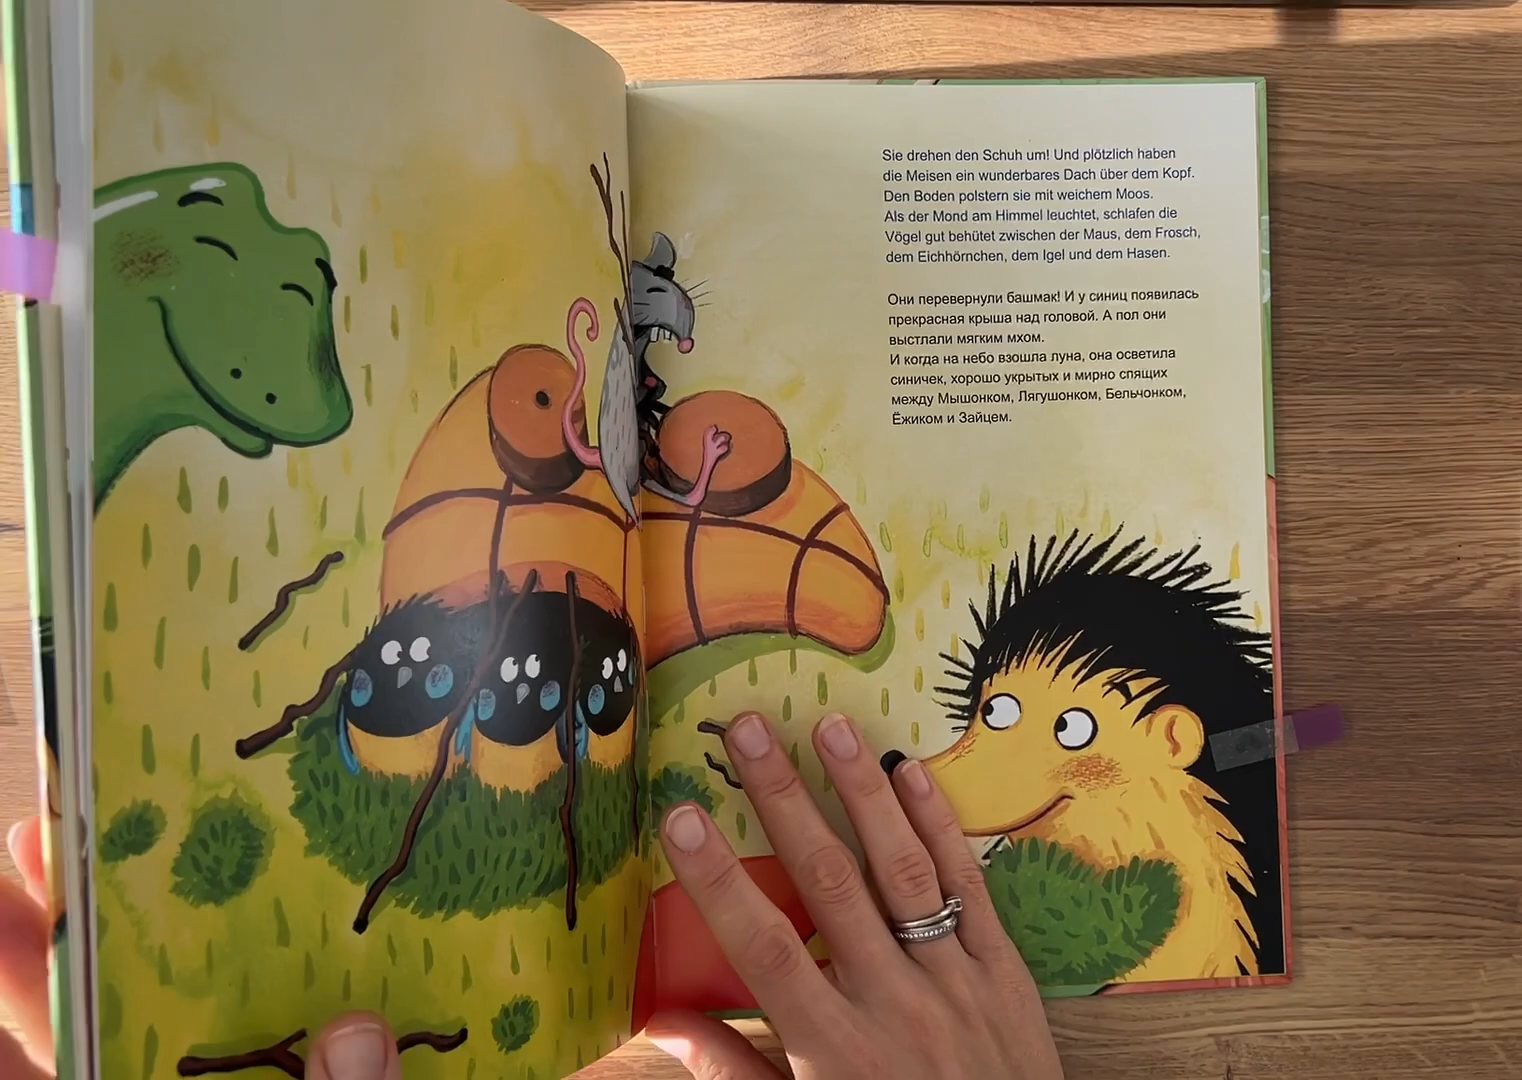 Sie drehen den Schuh um! Und plötzlich haben
die Meisen ein wunderbares Dach über dem Kopf.
Den Boden polstern sie mit weichem Moos.
Als der Mond am Himmel leuchtet, schlafen die
Vögel gut behütet zwischen der Maus, dem Frosch,
dem Eichhörnchen, dem Igel und dem Hasen.
Они перевернули башмак! И у синиц появилась
прекрасная крыша над головой. А пол они
выстлали мягким мхом.
И когда на небо взошла луна, она осветила
синичек, хорошо укрытых и мирно спящих
между Мышонком, Лягушонком, Бельчонком,
Ёжиком и Зайцем.